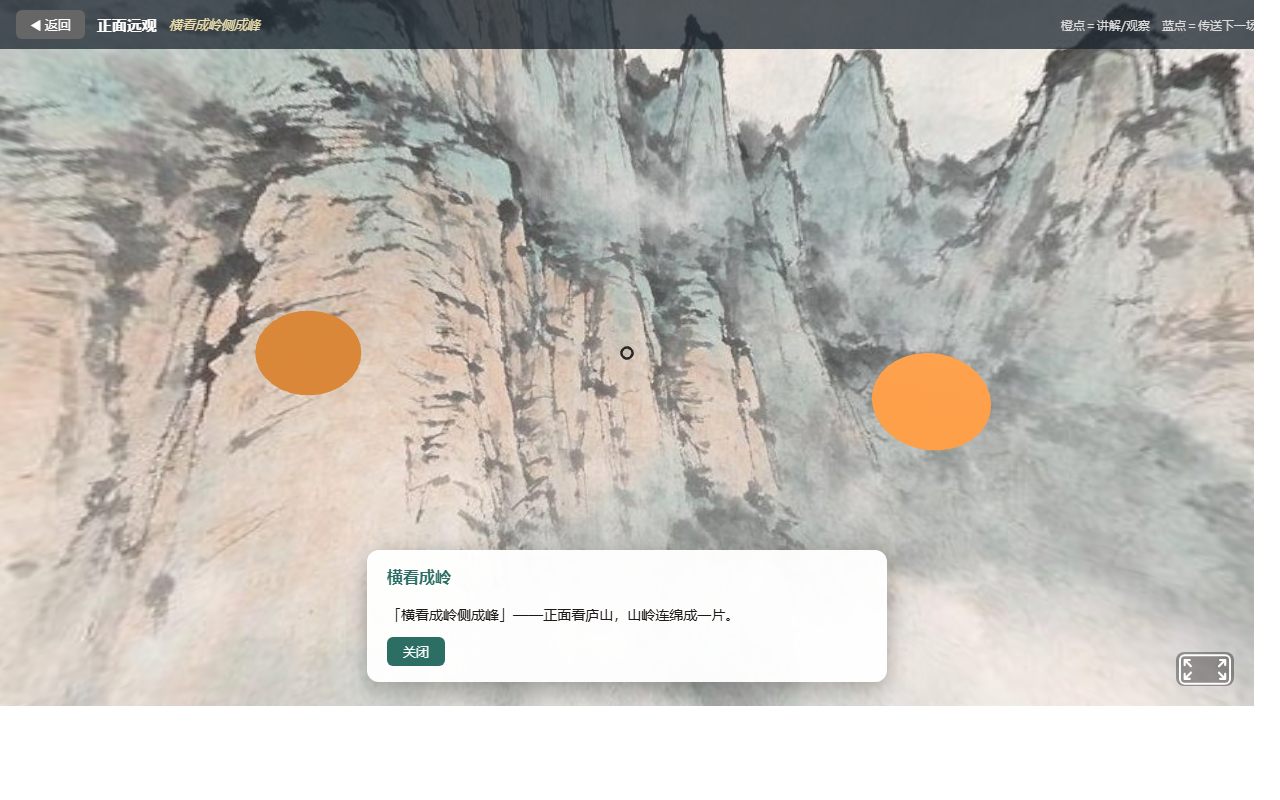 ◀ 返回
正面远观
横看成岭侧成峰
橙点=讲解/观察
蓝点=传送下一场
横看成岭
「横看成岭侧成峰」——正面看庐山，山岭连绵成一片。
关闭